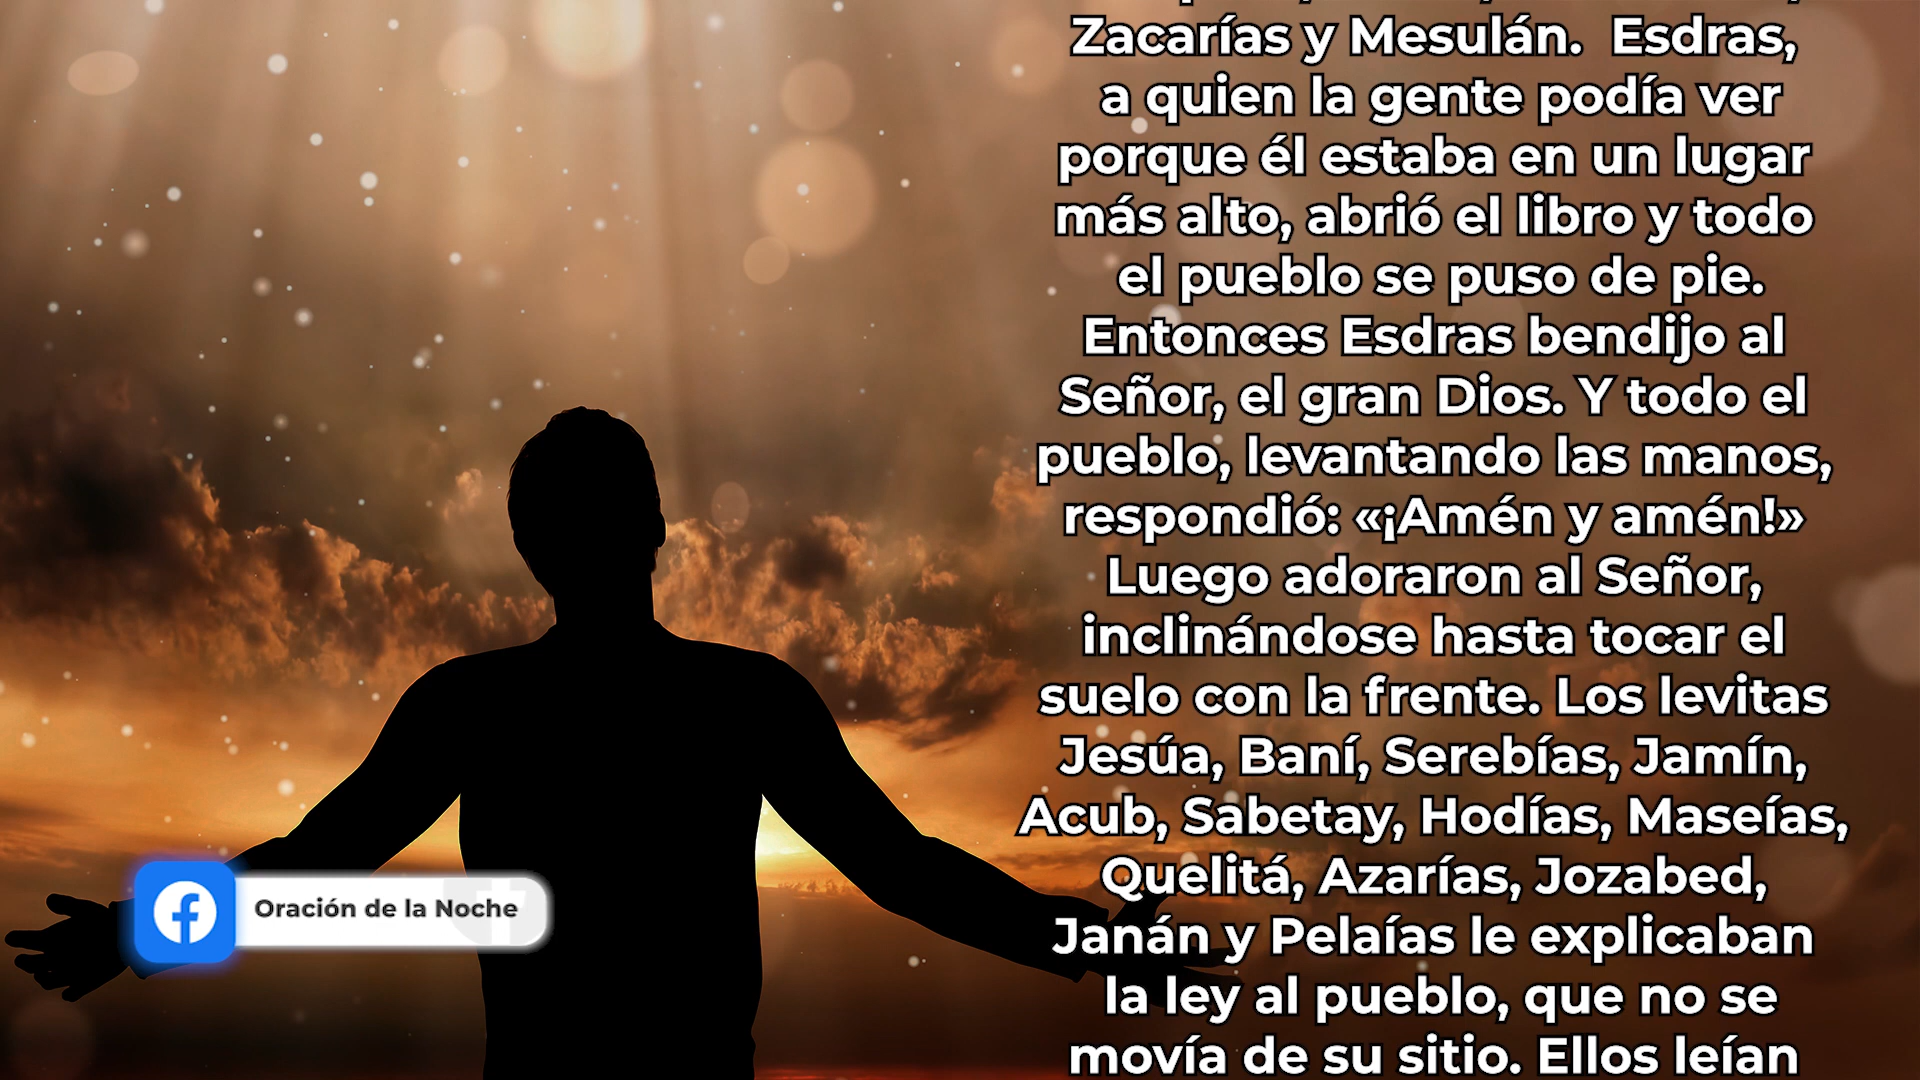 Zacarías y Mesulán. Esdras,
a quien la gente podía ver
porque él estaba en un lugar
más alto, abrió el libro y todo
el pueblo se puso de pie.
Entonces Esdras bendijo al
Señor, el gran Dios. Y todo el
pueblo, levantando las manos,
respondió: «¡Amén y amén!»
Luego adoraron al Señor,
inclinándose hasta tocar el
suelo con la frente. Los levitas
Jesúa, Baní, Serebías, Jamín,
Acub, Sabetay, Hodías, Maseías,
Quelitá, Azarías, Jozabed,
Janán y Pelaías le explicaban
la ley al pueblo, que no se
movía de su sitio. Ellos leían
Oración de la Noche